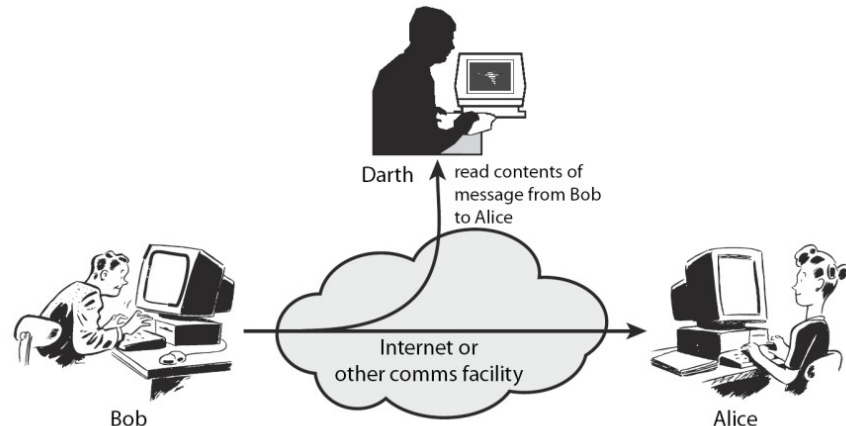 Darth
read contents of
message from Bob
to Alice
Internet or
other comms facility
Bob
Alice